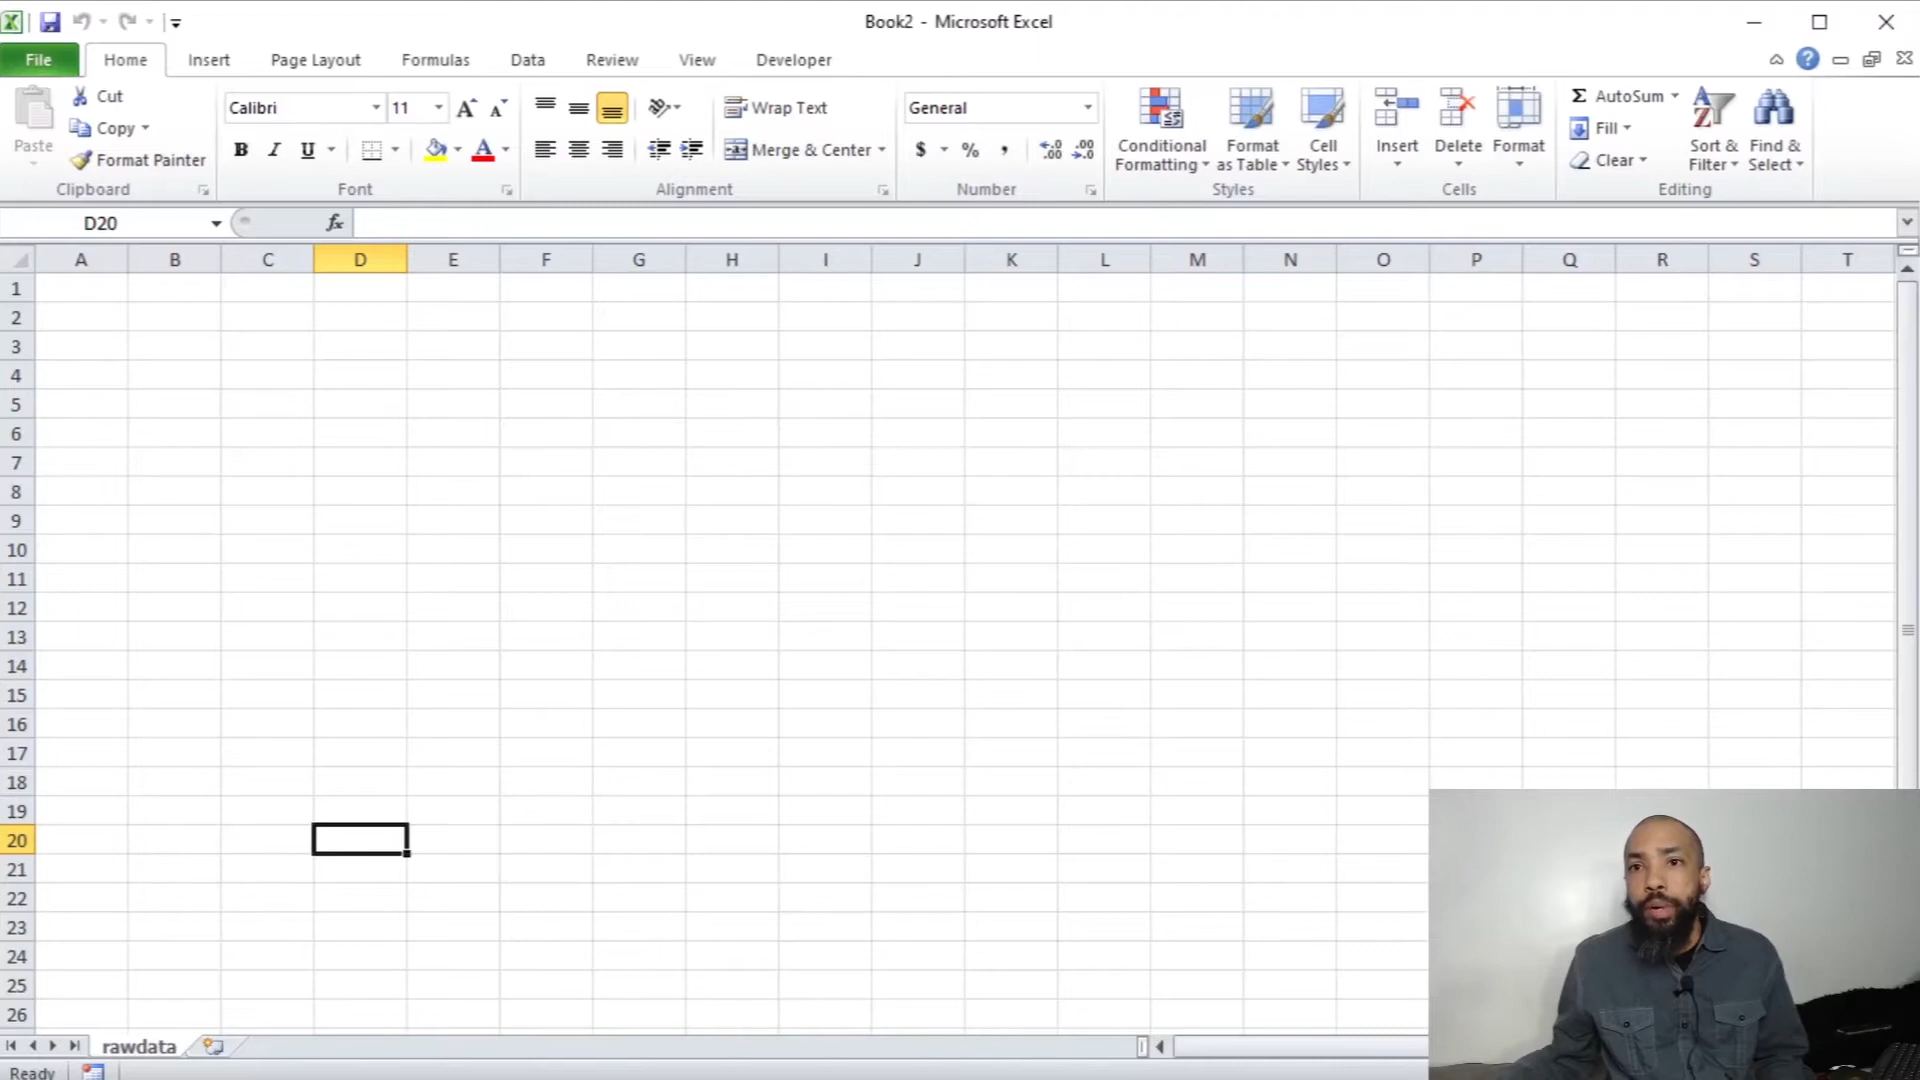 Book2 - Microsoft Excel
File Home Insert Page Layout Formulas Data Review View Developer
Paste
Cut
Copy
Format Painter
Clipboard
Calibri 11
B I U
Font
Wrap Text
Merge & Center
Alignment
General
$ % ,
Number
Conditional Formatting
Format as Table
Cell Styles
Styles
Insert
Delete
Format
Cells
Σ AutoSum
Fill
Clear
Sort & Filter
Find & Select
Editing
D20 fx
A B C D E F G H I J K L M N O P Q R S T
1
2
3
4
5
6
7
8
9
10
11
12
13
14
15
16
17
18
19
20
21
22
23
24
25
26
rawdata
Ready